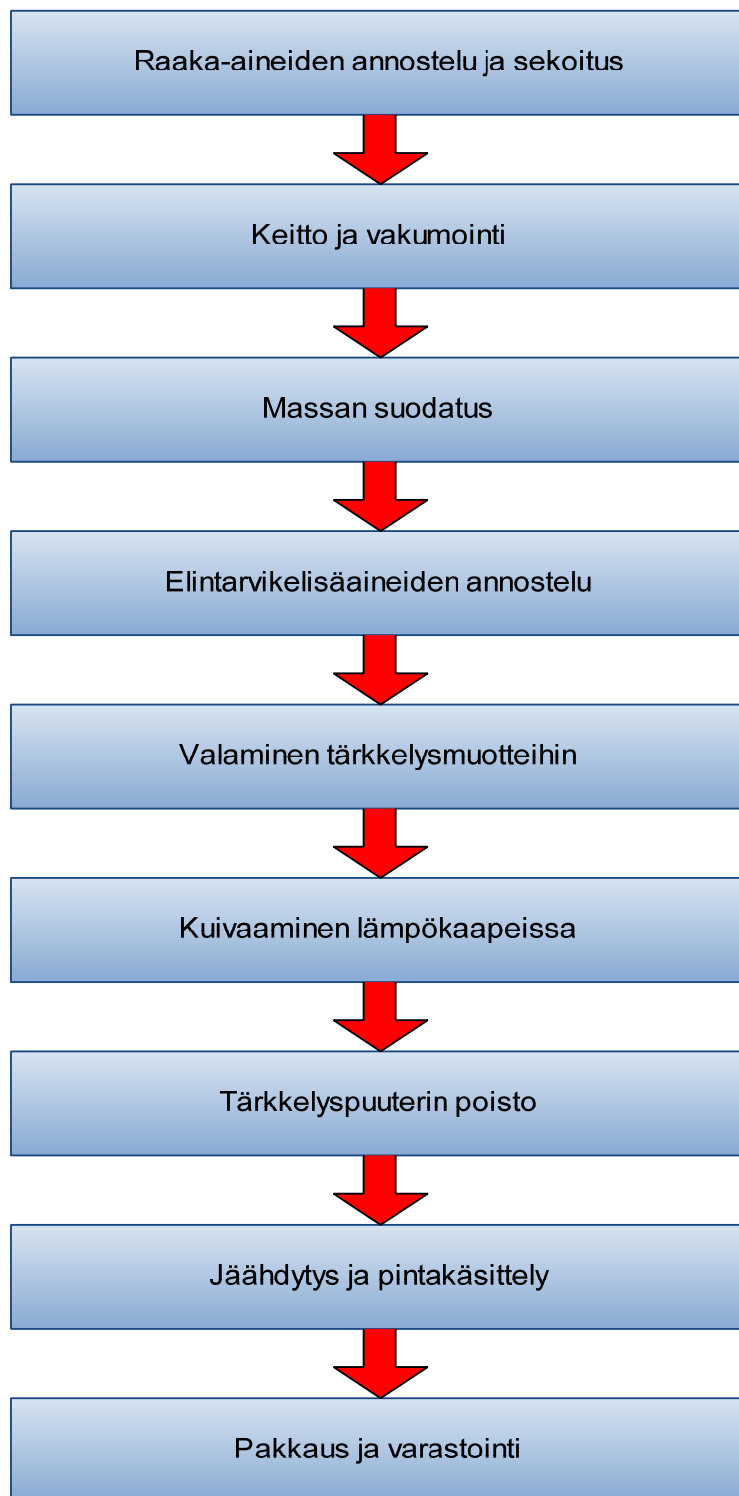 Raaka-aineiden annostelu ja sekoitus
Keitto ja vakumointi
Massan suodatus
Elintarvikelisäaineiden annostelu
Valaminen tärkkelysmuotteihin
Kuivaaminen lämpökaapeissa
Tärkkelyspuuterin poisto
Jäähdytys ja pintakäsittely
Pakkaus ja varastointi